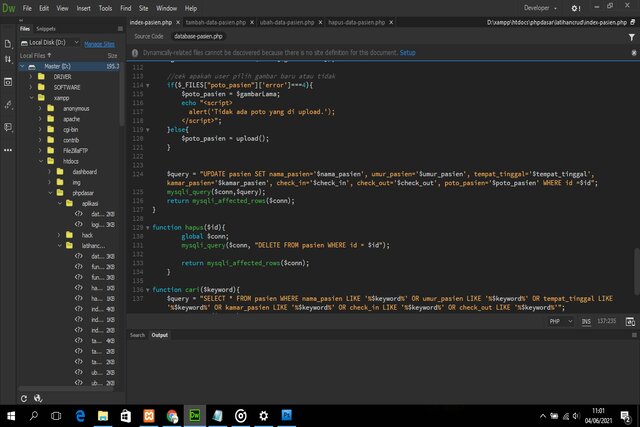 Dw File Edit View Insert Tools Find Site Window Help Developer
Files Snippets
Local Disk (D:) Manage Sites
Local Files Size
Master (D:) 195.3
DRIVER
SOFTWARE
xampp
anonymous
apache
cgi-bin
contrib
FileZillaFTP
htdocs
dashboard
img
phpdasar
aplikasi
dat... 2KB
logi... 2KB
hack
latihanc...
dat... 3KB
fun... 4KB
fun... 4KB
ha... 1KB
ha... 1KB
ind... 1KB
ind... 3KB
ind... 2KB
ta... 4KB
ta... 2KB
ta... 2KB
ub... 2KB
ub... 2KB
index-pasien.php tambah-data-pasien.php ubah-data-pasien.php hapus-data-pasien.php D:\xampp\htdocs\phpdasar\latihancrud\index-pasien.php
Source Code database-pasien.php
Dynamically-related files cannot be discovered because there is no site definition for this document. Setup
112
113 //cek apakah user pilih gambar baru atau tidak
114 if($_FILES["poto_pasien"]['error']===4){
115 $poto_pasien = $gambarLama;
116 echo "<script>
117 alert('Tidak ada poto yang di upload.');
118 </script>";
119 }else{
120 $poto_pasien = upload();
121 }
122
123
124 $query = "UPDATE pasien SET nama_pasien='$nama_pasien', umur_pasien='$umur_pasien', tempat_tinggal='$tempat_tinggal',
kamar_pasien='$kamar_pasien', check_in='$check_in', check_out='$check_out', poto_pasien='$poto_pasien' WHERE id =$id";
125 mysqli_query($conn,$query);
126 return mysqli_affected_rows($conn);
127 }
128
129 function hapus($id){
130 global $conn;
131 mysqli_query($conn, "DELETE FROM pasien WHERE id = $id");
132
133 return mysqli_affected_rows($conn);
134 }
135
136 function cari($keyword){
137 $query = "SELECT * FROM pasien WHERE nama_pasien LIKE '%$keyword%' OR umur_pasien LIKE '%$keyword%' OR tempat_tinggal LIKE
'%$keyword%' OR kamar_pasien LIKE '%$keyword%' OR check_in LIKE '%$keyword%' OR check_out LIKE '%$keyword%'";
PHP INS 137:235
Search Output
11:01
04/06/2021